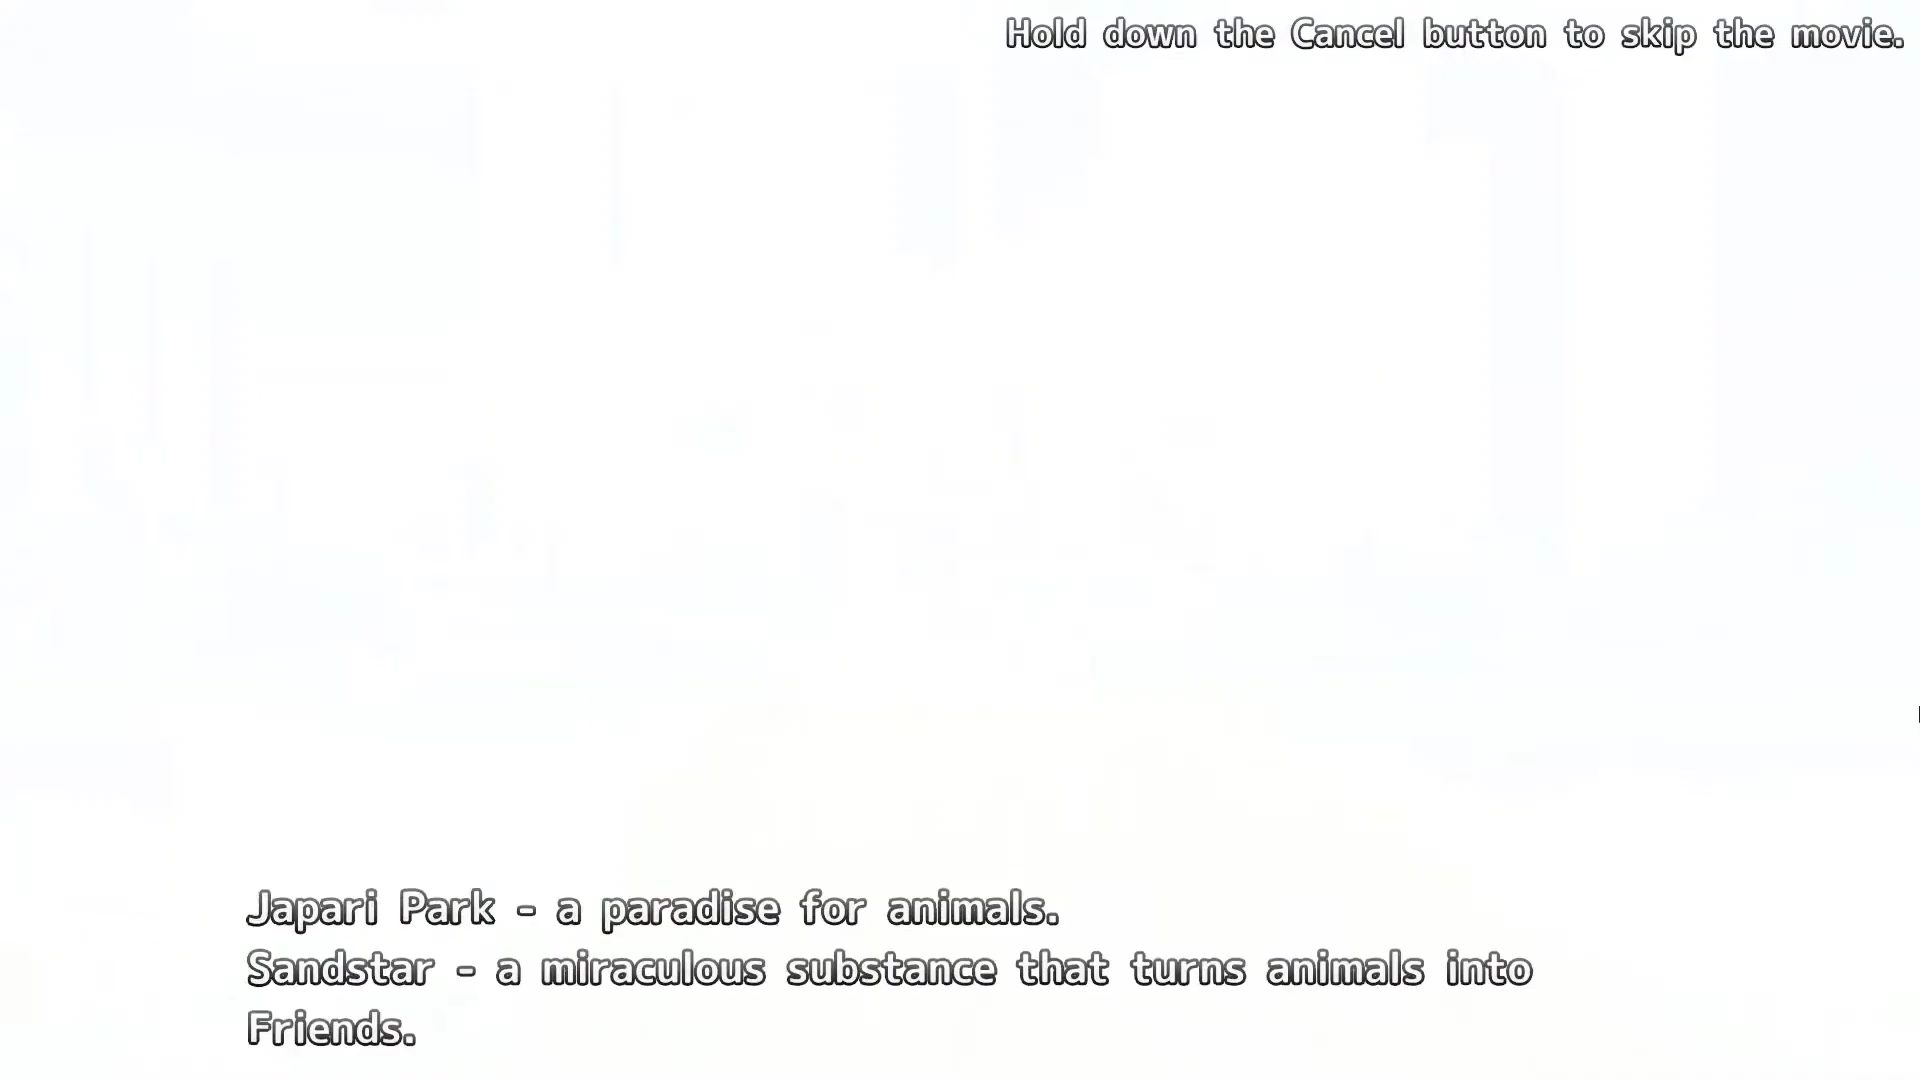 Hold down the Cancel button to skip the movie.
Japari Park - a paradise for animals.
Sandstar - a miraculous substance that turns animals into
Friends.